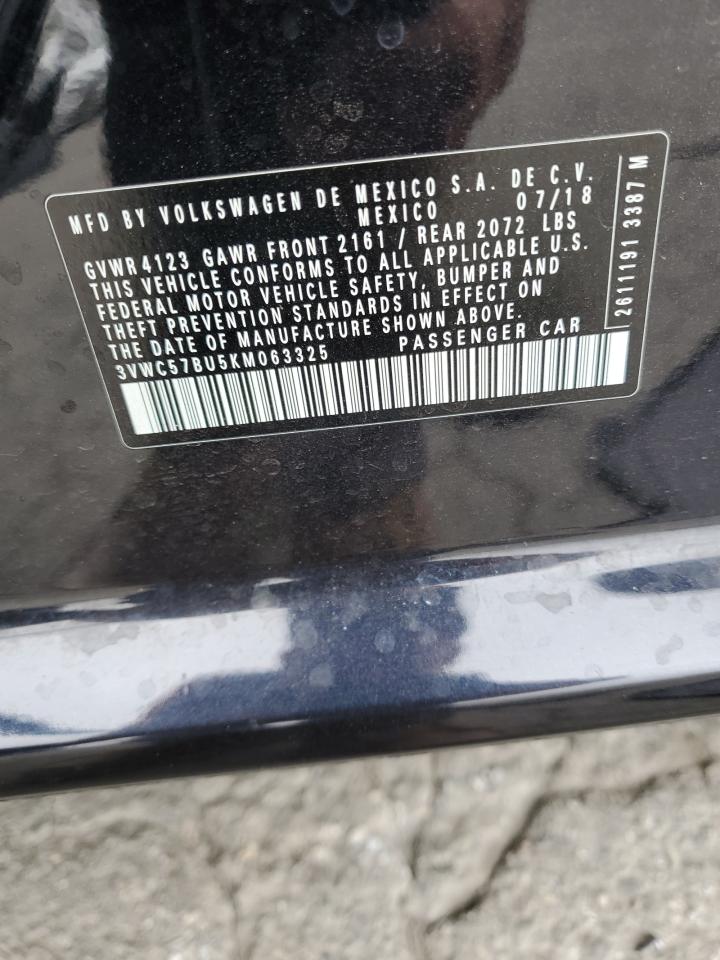 MFD BY VOLKSWAGEN DE MEXICO S.A. DE C.V.
MEXICO 07/18
GVWR 4123 GAWR FRONT 2161 / REAR 2072 LBS
THIS VEHICLE CONFORMS TO ALL APPLICABLE U.S.
FEDERAL MOTOR VEHICLE SAFETY, BUMPER AND
THEFT PREVENTION STANDARDS IN EFFECT ON
THE DATE OF MANUFACTURE SHOWN ABOVE.
3VWC57BU5KM063325 PASSENGER CAR
2611191 3387 M